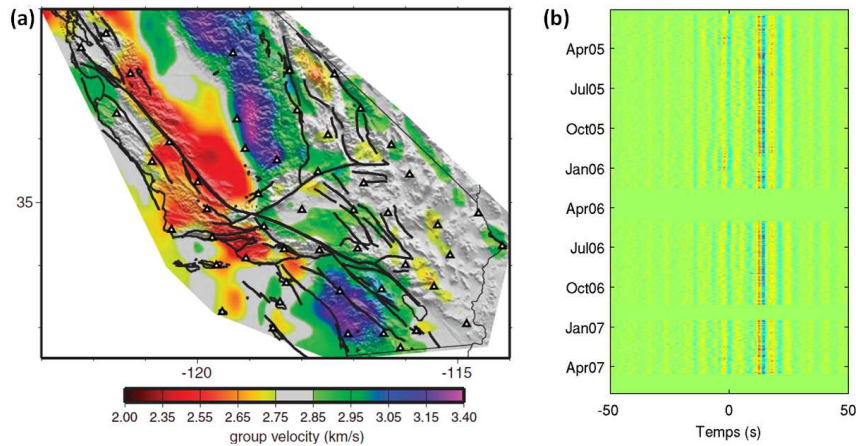 (a)
35
-120
-115
2.00 2.35 2.55 2.65 2.75 2.85 2.95 3.05 3.15 3.40
group velocity (km/s)
(b)
Apr05
Jul05
Oct05
Jan06
Apr06
Jul06
Oct06
Jan07
Apr07
-50 0 50
Temps (s)